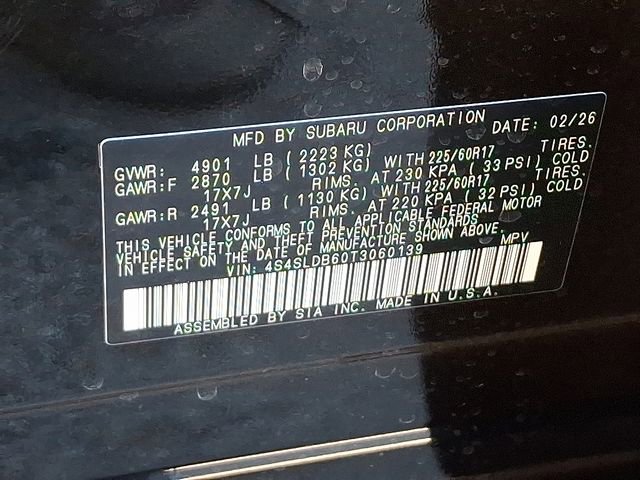 MFD BY SUBARU CORPORATION DATE: 02/26
GVWR: 4901 LB ( 2223 KG)
GAWR:F 2870 LB ( 1302 KG) WITH 225/60R17 TIRES.
17X7J RIMS. AT 230 KPA ( 33 PSI) COLD
GAWR:R 2491 LB ( 1130 KG) WITH 225/60R17 TIRES.
17X7J RIMS. AT 220 KPA ( 32 PSI) COLD
THIS VEHICLE CONFORMS TO ALL APPLICABLE FEDERAL MOTOR
VEHICLE SAFETY AND THEFT PREVENTION STANDARDS
IN EFFECT ON THE DATE OF MANUFACTURE SHOWN ABOVE.
VIN: 4S4SLDB60T3060139 MPV
ASSEMBLED BY SIA INC. MADE IN U.S.A.